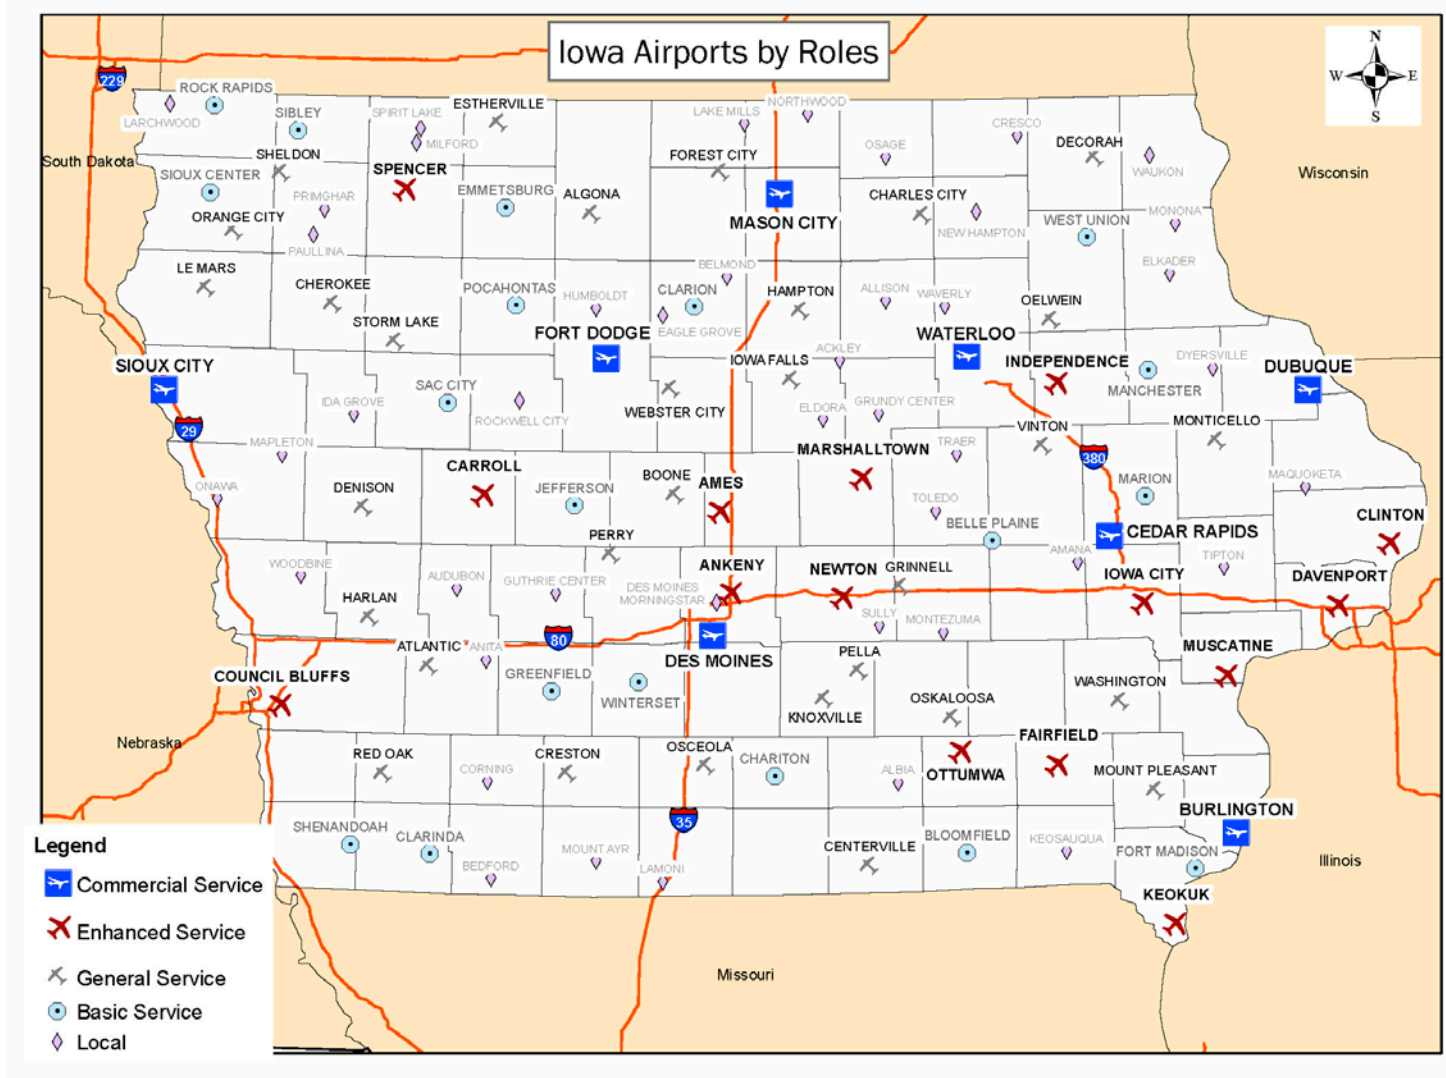 Iowa Airports by Roles
N
W
E
S
229
ROCK RAPIDS
LARCHWOOD
SIBLEY
SPIRIT LAKE
MILFORD
ESTHERVILLE
LAKE MILLS
NORTHWOOD
OSAGE
CRESCO
DECORAH
WAUKON
South Dakota
Wisconsin
SHELDON
SIOUX CENTER
SPENCER
PRIMGHAR
ORANGE CITY
PAULLINA
EMMETSBURG
ALGONA
FOREST CITY
MASON CITY
CHARLES CITY
NEW HAMPTON
WEST UNION
MONONA
ELKADER
LE MARS
CHEROKEE
STORM LAKE
POCAHONTAS
HUMBOLDT
BELMOND
CLARION
EAGLE GROVE
HAMPTON
ALLISON
WAVERLY
OELWEIN
FORT DODGE
WATERLOO
SIOUX CITY
IOWA FALLS
ACKLEY
INDEPENDENCE
MANCHESTER
DYERSVILLE
DUBUQUE
SAC CITY
IDA GROVE
ROCKWELL CITY
WEBSTER CITY
ELDORA
GRUNDY CENTER
VINTON
MONTICELLO
29
MAPLETON
MARSHALLTOWN
TRAER
380
ONAWA
DENISON
CARROLL
JEFFERSON
BOONE
AMES
TOLEDO
MARION
MAQUOKETA
PERRY
BELLE PLAINE
CEDAR RAPIDS
CLINTON
WOODBINE
HARLAN
AUDUBON
GUTHRIE CENTER
DES MOINES
MORNINGSTAR
ANKENY
NEWTON
GRINNELL
AMANA
IOWA CITY
TIPTON
DAVENPORT
SULLY
MONTEZUMA
ATLANTIC
ANITA
80
DES MOINES
PELLA
MUSCATINE
COUNCIL BLUFFS
GREENFIELD
WINTERSET
KNOXVILLE
OSKALOOSA
WASHINGTON
Nebraska
RED OAK
CORNING
CRESTON
OSCEOLA
CHARITON
ALBIA
OTTUMWA
FAIRFIELD
MOUNT PLEASANT
SHENANDOAH
CLARINDA
BEDFORD
MOUNT AYR
35
LAMONI
CENTERVILLE
BLOOMFIELD
KEOSAUQUA
BURLINGTON
FORT MADISON
KEOKUK
Illinois
Missouri
Legend
Commercial Service
Enhanced Service
General Service
Basic Service
Local